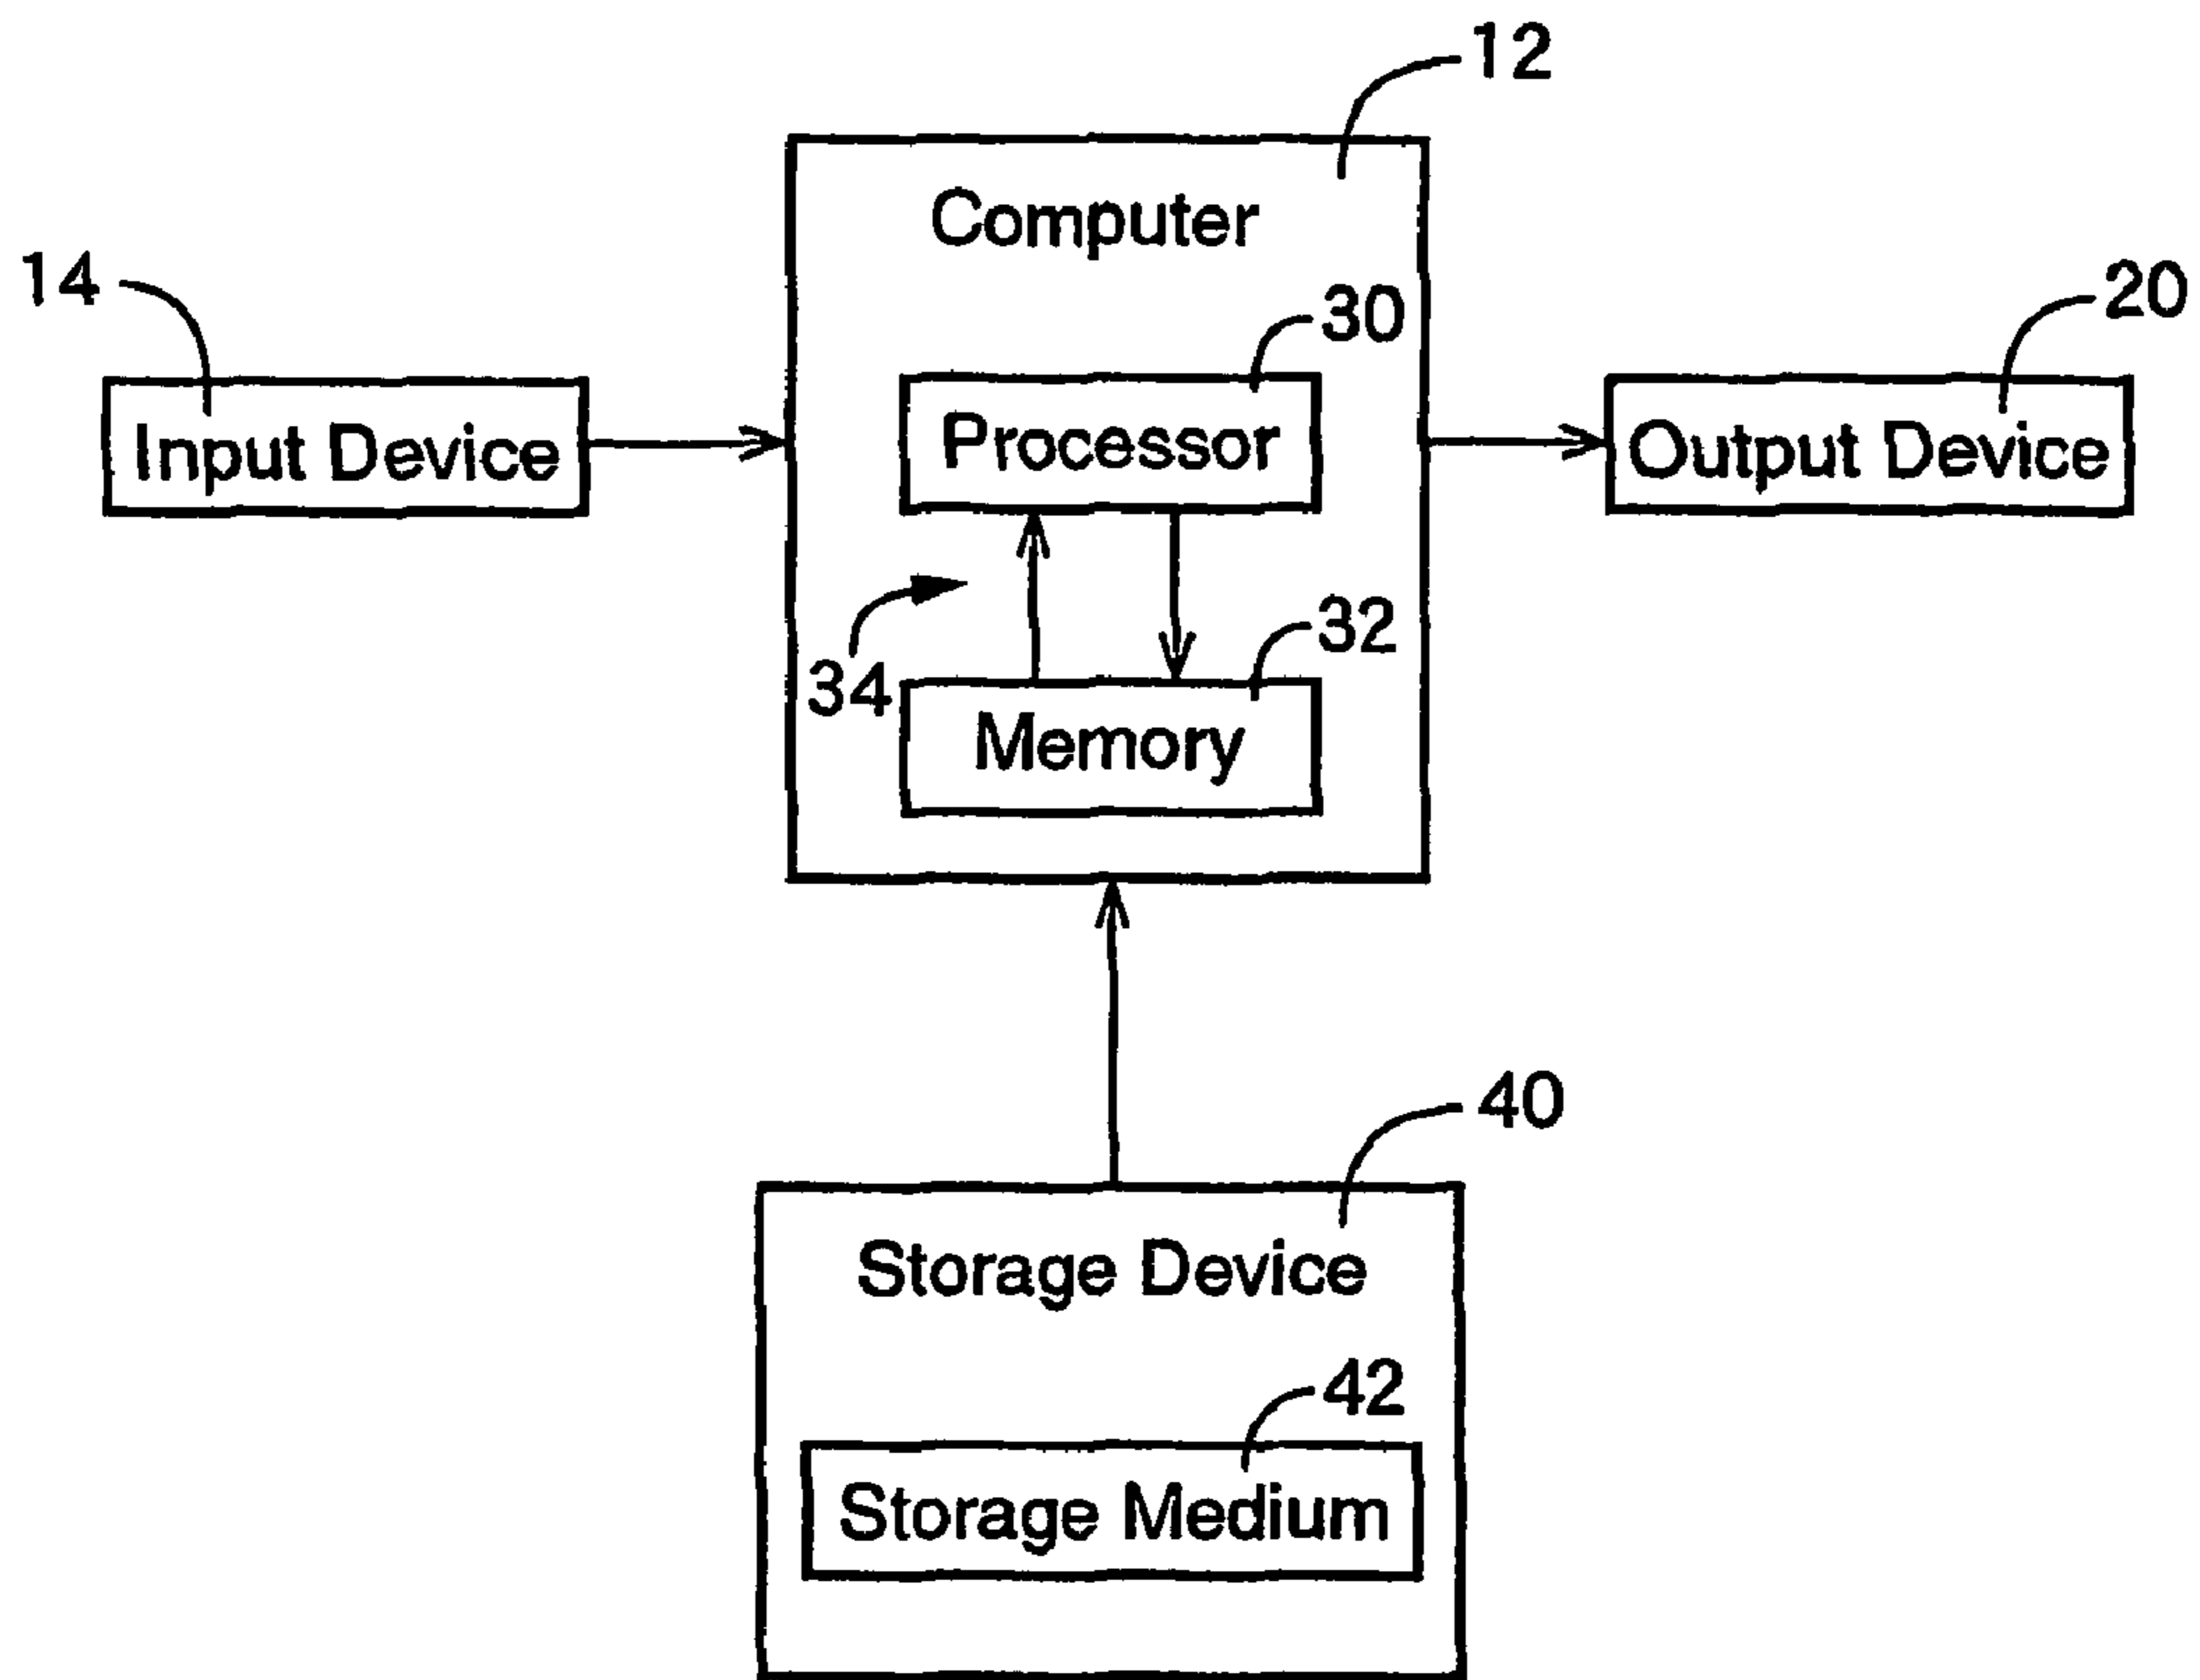 12
Computer
14
30
20
Input Device
Processor
Output Device
34
32
Memory
40
Storage Device
42
Storage Medium